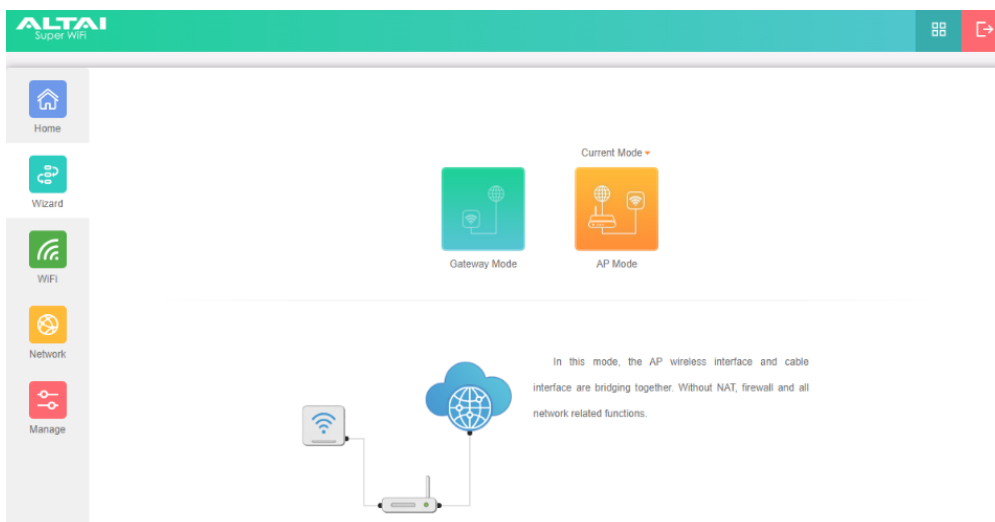 ALTAI
Super WiFi
Home
Wizard
WiFi
Network
Manage
Current Mode
Gateway Mode
AP Mode
In this mode, the AP wireless interface and cable
interface are bridging together. Without NAT, firewall and all
network related functions.